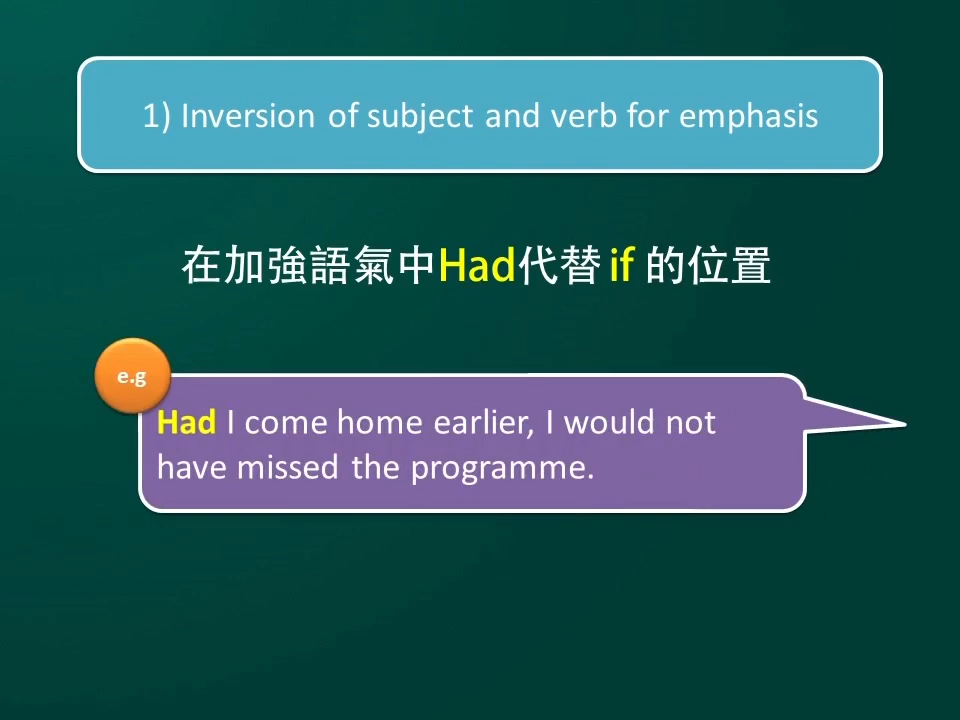 1) Inversion of subject and verb for emphasis
在加強語氣中Had代替 if 的位置
e.g
Had I come home earlier, I would not
have missed the programme.